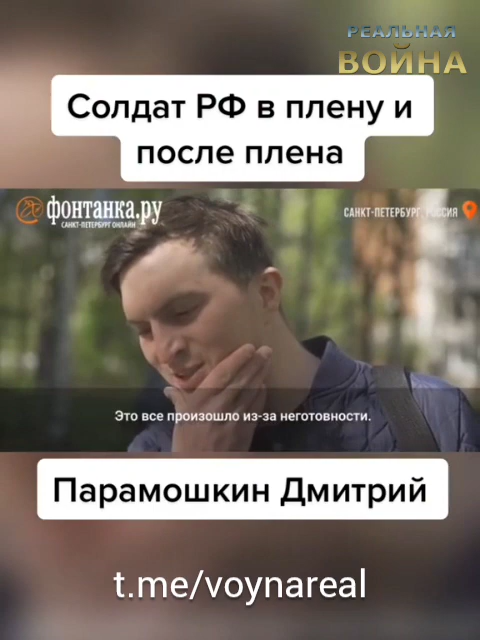 РЕАЛЬНАЯ
ВОЙНА
Солдат РФ в плену и
после плена
фонтанка.ру
САНКТ-ПЕТЕРБУРГ ОНЛАЙН
САНКТ-ПЕТЕРБУРГ, РОССИЯ
Это все произошло из-за неготовности.
Парамошкин Дмитрий
t.me/voynareal